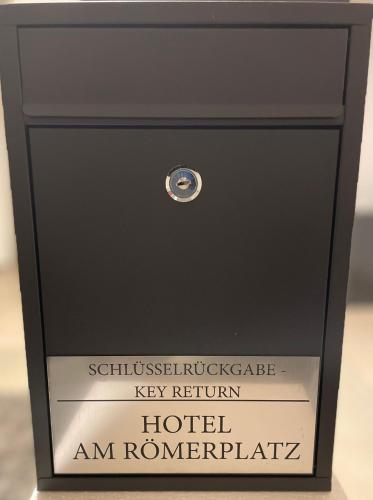 SCHLÜSSELRÜCKGABE -
KEY RETURN
HOTEL
AM RÖMERPLATZ